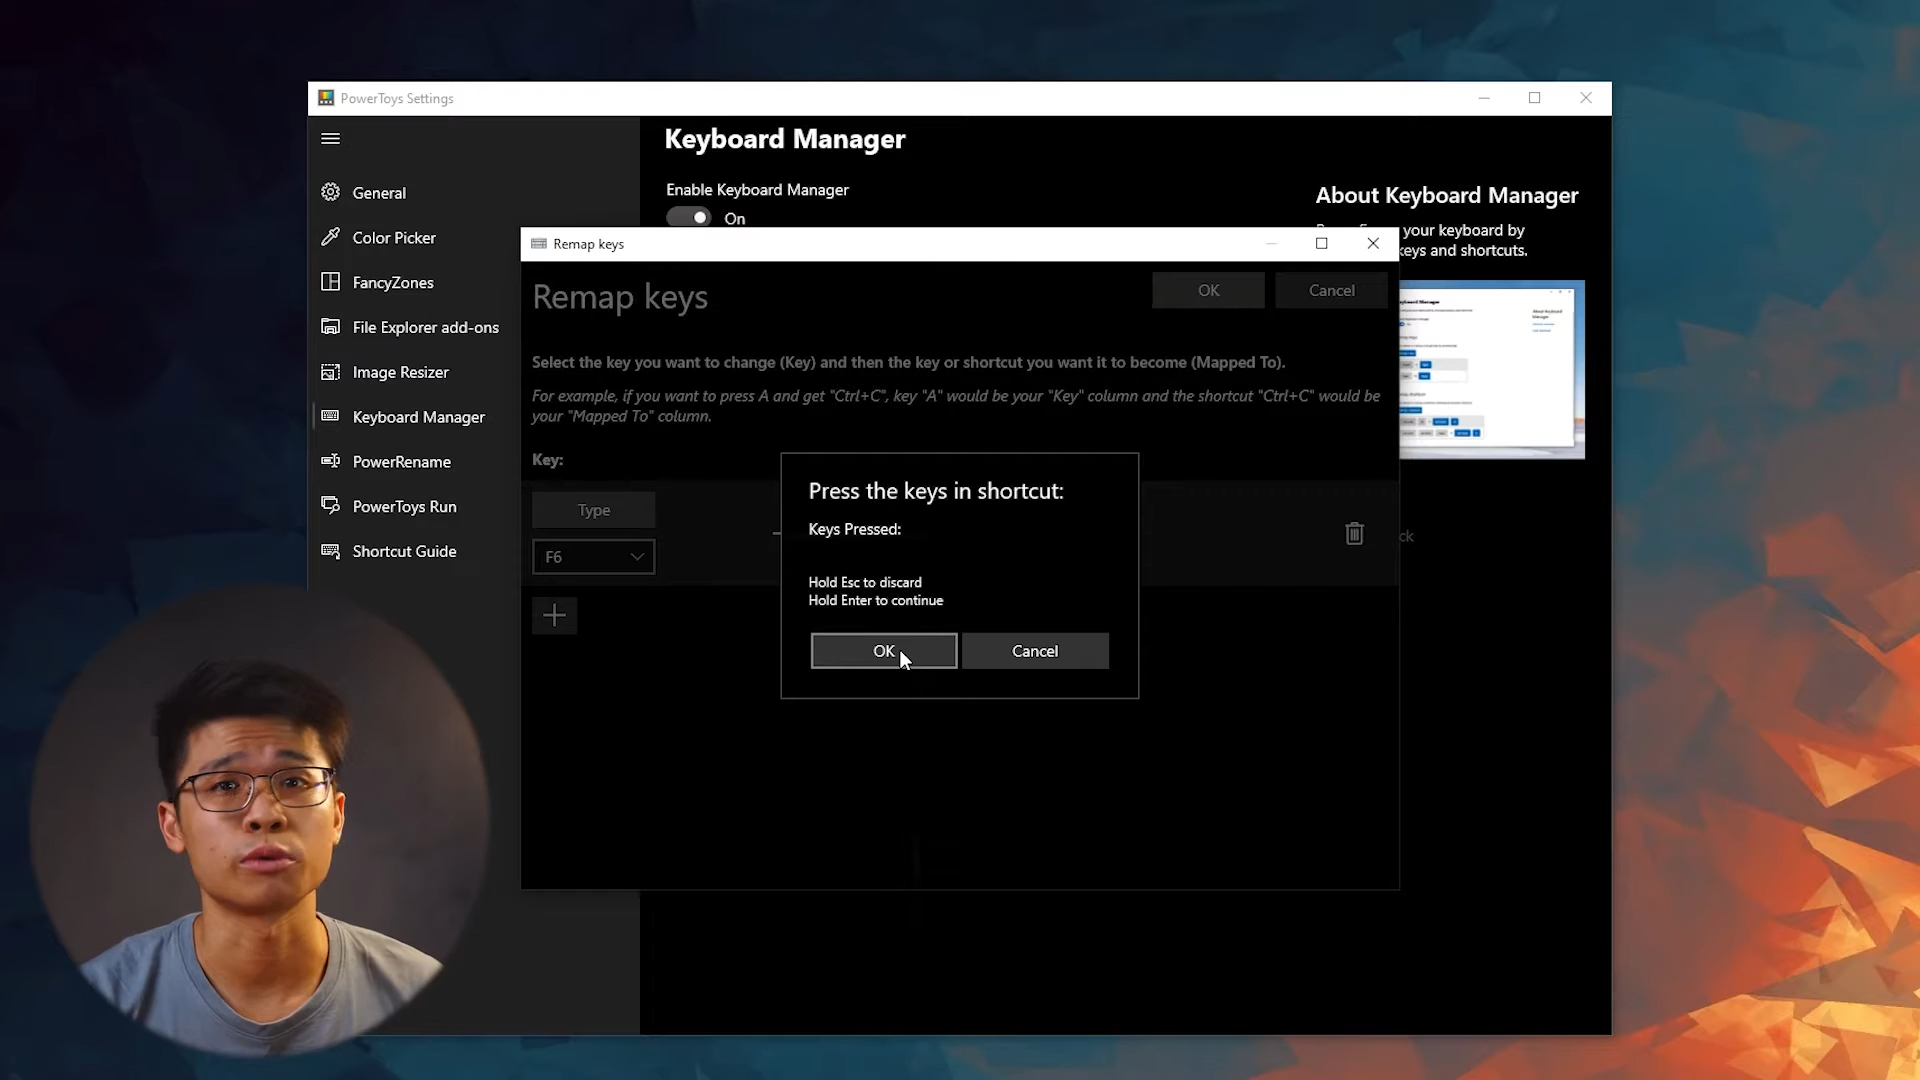 PowerToys Settings
Keyboard Manager
Enable Keyboard Manager
On
General
Color Picker
FancyZones
File Explorer add-ons
Image Resizer
Keyboard Manager
PowerRename
PowerToys Run
Shortcut Guide
About Keyboard Manager
your keyboard by
keys and shortcuts.
Remap keys
Remap keys
OK
Cancel
Select the key you want to change (Key) and then the key or shortcut you want it to become (Mapped To).
For example, if you want to press A and get "Ctrl+C", key "A" would be your "Key" column and the shortcut "Ctrl+C" would be
your "Mapped To" column.
Key:
Type
F6
Press the keys in shortcut:
Keys Pressed:
Hold Esc to discard
Hold Enter to continue
OK
Cancel
ck